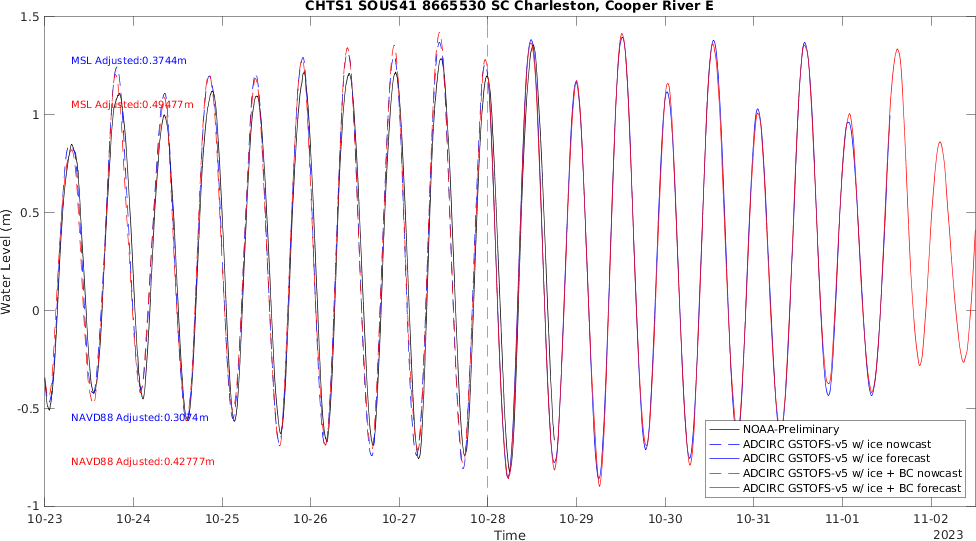 CHTS1 SOUS41 8665530 SC Charleston, Cooper River E
1.5
1
0.5
0
-0.5
-1
Water Level (m)
MSL Adjusted:0.3744m
MSL Adjusted:0.49477m
NAVD88 Adjusted:0.3074m
NAVD88 Adjusted:0.42777m
NOAA-Preliminary
ADCIRC GSTOFS-v5 w/ ice nowcast
ADCIRC GSTOFS-v5 w/ ice forecast
ADCIRC GSTOFS-v5 w/ ice + BC nowcast
ADCIRC GSTOFS-v5 w/ ice + BC forecast
10-23 10-24 10-25 10-26 10-27 10-28 10-29 10-30 10-31 11-01 11-02
Time
2023